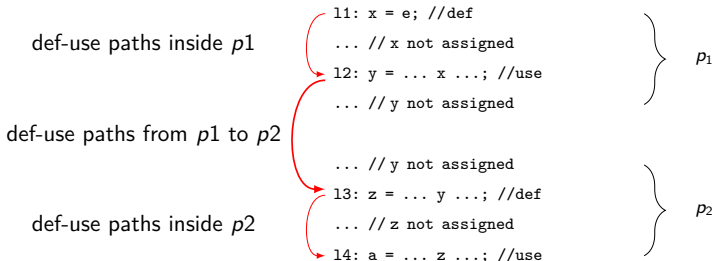 l1: x = e; //def
def-use paths inside p1
... // x not assigned
p1
l2: y = ... x ...; //use
... // y not assigned
def-use paths from p1 to p2
... // y not assigned
l3: z = ... y ...; //def
def-use paths inside p2
... // z not assigned
p2
l4: a = ... z ...; //use